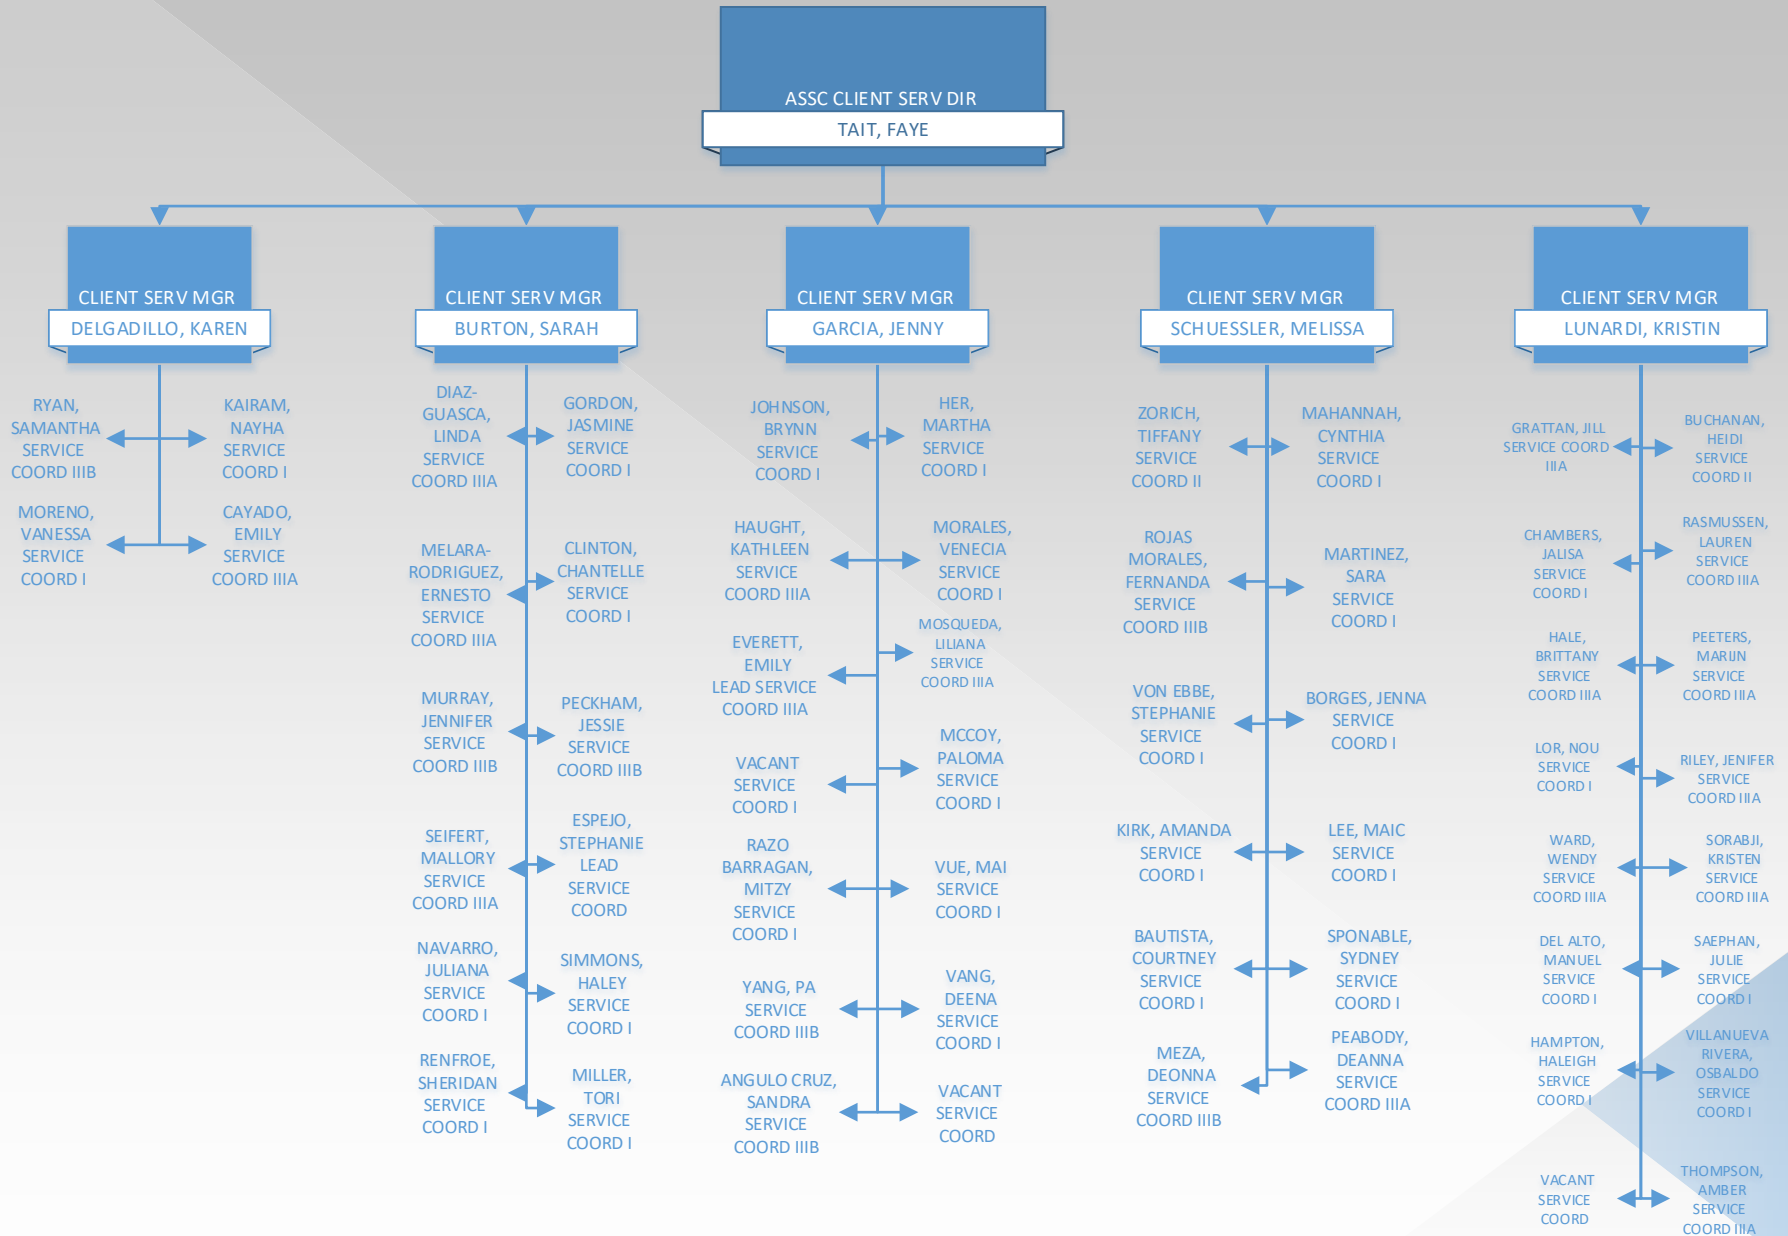 ASSC CLIENT SERV DIR
TAIT, FAYE
CLIENT SERV MGR
DELGADILLO, KAREN
RYAN,
SAMANTHA
SERVICE
COORD IIIB
KAIRAM,
NAYHA
SERVICE
COORD I
MORENO,
VANESSA
SERVICE
COORD I
CAYADO,
EMILY
SERVICE
COORD IIIA
CLIENT SERV MGR
BURTON, SARAH
DIAZ-
GUASCA,
LINDA
SERVICE
COORD IIIA
GORDON,
JASMINE
SERVICE
COORD I
MELARA-
RODRIGUEZ,
ERNESTO
SERVICE
COORD IIIA
CLINTON,
CHANTELLE
SERVICE
COORD I
MURRAY,
JENNIFER
SERVICE
COORD IIIB
PECKHAM,
JESSIE
SERVICE
COORD IIIB
SEIFERT,
MALLORY
SERVICE
COORD IIIA
ESPEJO,
STEPHANIE
LEAD
SERVICE
COORD
NAVARRO,
JULIANA
SERVICE
COORD I
SIMMONS,
HALEY
SERVICE
COORD I
RENFROE,
SHERIDAN
SERVICE
COORD I
MILLER,
TORI
SERVICE
COORD I
CLIENT SERV MGR
GARCIA, JENNY
JOHNSON,
BRYNN
SERVICE
COORD I
HER,
MARTHA
SERVICE
COORD I
HAUGHT,
KATHLEEN
SERVICE
COORD IIIA
MORALES,
VENECIA
SERVICE
COORD I
EVERETT,
EMILY
LEAD SERVICE
COORD IIIA
MOSQUEDA,
LILIANA
SERVICE
COORD IIIA
VACANT
SERVICE
COORD I
MCCOY,
PALOMA
SERVICE
COORD I
RAZO
BARRAGAN,
MITZY
SERVICE
COORD I
VUE, MAI
SERVICE
COORD I
YANG, PA
SERVICE
COORD IIIB
VANG,
DEENA
SERVICE
COORD I
ANGULO CRUZ,
SANDRA
SERVICE
COORD IIIB
VACANT
SERVICE
COORD
CLIENT SERV MGR
SCHUESSLER, MELISSA
ZORICH,
TIFFANY
SERVICE
COORD II
MAHANNAH,
CYNTHIA
SERVICE
COORD I
ROJAS
MORALES,
FERNANDA
SERVICE
COORD IIIB
MARTINEZ,
SARA
SERVICE
COORD I
VON EBBE,
STEPHANIE
SERVICE
COORD I
BORGES, JENNA
SERVICE
COORD I
KIRK, AMANDA
SERVICE
COORD I
LEE, MAIC
SERVICE
COORD I
BAUTISTA,
COURTNEY
SERVICE
COORD I
SPONABLE,
SYDNEY
SERVICE
COORD I
MEZA,
DEONNA
SERVICE
COORD IIIB
PEABODY,
DEANNA
SERVICE
COORD IIIA
CLIENT SERV MGR
LUNARDI, KRISTIN
GRATTAN, JILL
SERVICE COORD
IIIA
BUCHANAN,
HEIDI
SERVICE
COORD II
CHAMBERS,
JALISA
SERVICE
COORD I
RASMUSSEN,
LAUREN
SERVICE
COORD IIIA
HALE,
BRITTANY
SERVICE
COORD IIIA
PEETERS,
MARIJN
SERVICE
COORD IIIA
LOR, NOU
SERVICE
COORD I
RILEY, JENIFER
SERVICE
COORD IIIA
WARD,
WENDY
SERVICE
COORD IIIA
SORABJI,
KRISTEN
SERVICE
COORD IIIA
DEL ALTO,
MANUEL
SERVICE
COORD I
SAEPHAN,
JULIE
SERVICE
COORD I
HAMPTON,
HALEIGH
SERVICE
COORD I
VILLANUEVA
RIVERA,
OSBALDO
SERVICE
COORD I
VACANT
SERVICE
COORD
THOMPSON,
AMBER
SERVICE
COORD IIIA